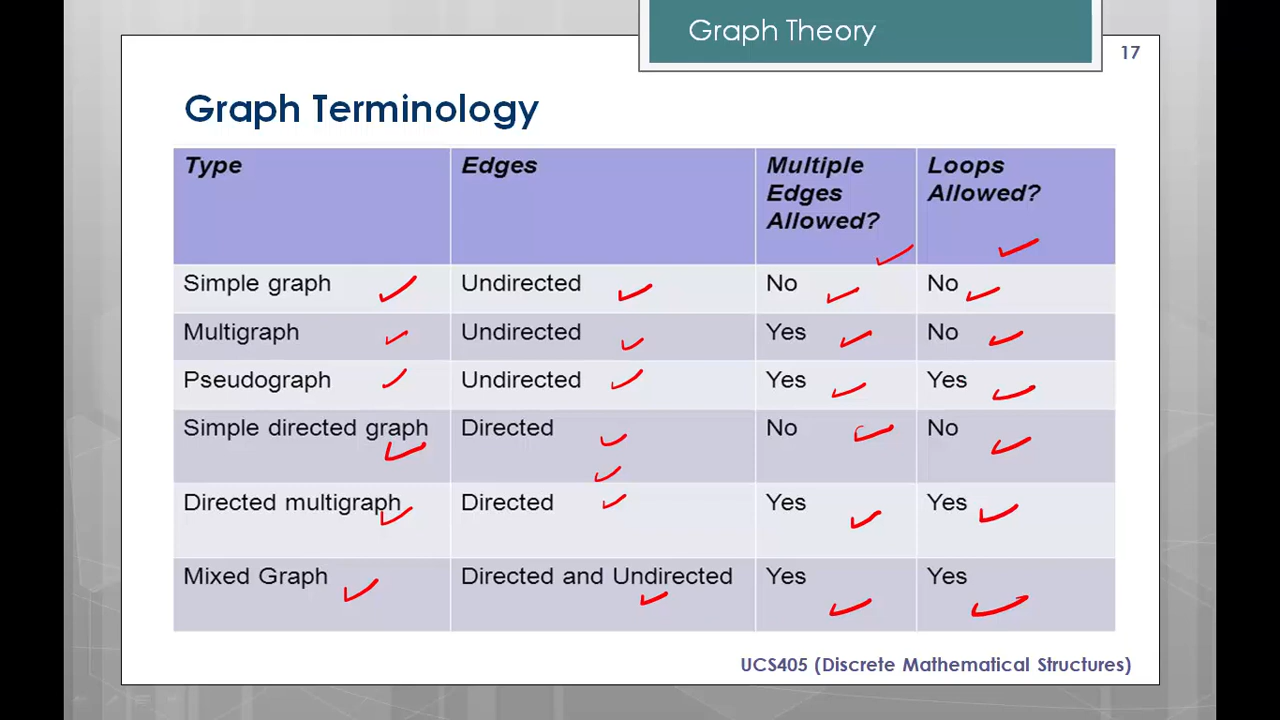 Graph Theory
17
Graph Terminology
Type Edges Multiple Edges Allowed? Loops Allowed?
Simple graph Undirected No No
Multigraph Undirected Yes No
Pseudograph Undirected Yes Yes
Simple directed graph Directed No No
Directed multigraph Directed Yes Yes
Mixed Graph Directed and Undirected Yes Yes
UCS405 (Discrete Mathematical Structures)